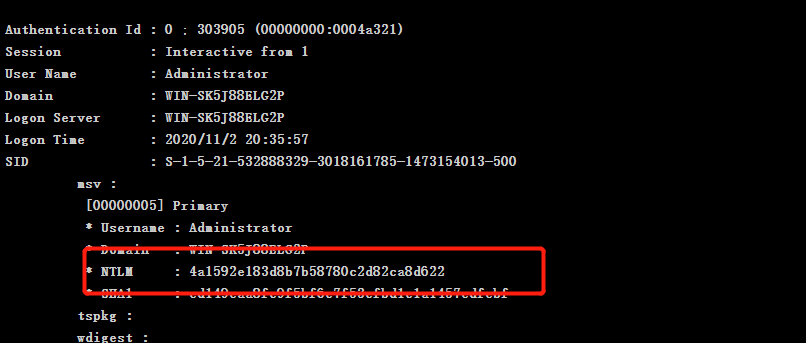 Authentication Id : 0 ; 303905 (00000000:0004a321)
Session : Interactive from 1
User Name : Administrator
Domain : WIN-SK5J88ELG2P
Logon Server : WIN-SK5J88ELG2P
Logon Time : 2020/11/2 20:35:57
SID : S-1-5-21-532888329-3018161785-1473154013-500
msv :
[00000005] Primary
* Username : Administrator
* Domain : WIN-SK5J88ELG2P
* NTLM : 4a1592e183d8b7b58780c2d82ca8d622
* SHA1 :
tspkg :
wdigest :